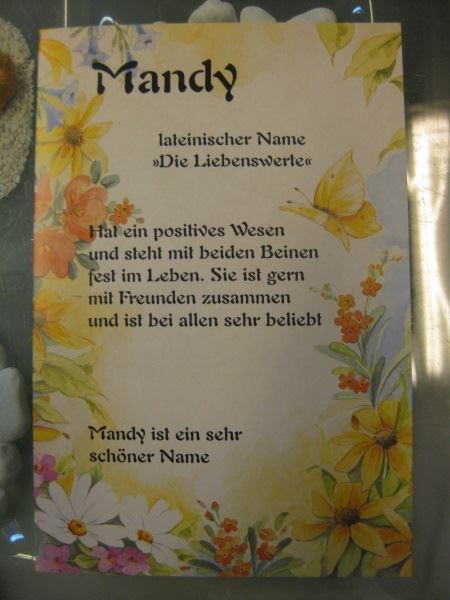 Mandy
lateinischer Name
»Die Liebenswerte«
Hat ein positives Wesen
und steht mit beiden Beinen
fest im Leben. Sie ist gern
mit Freunden zusammen
und ist bei allen sehr beliebt
Mandy ist ein sehr
schöner Name